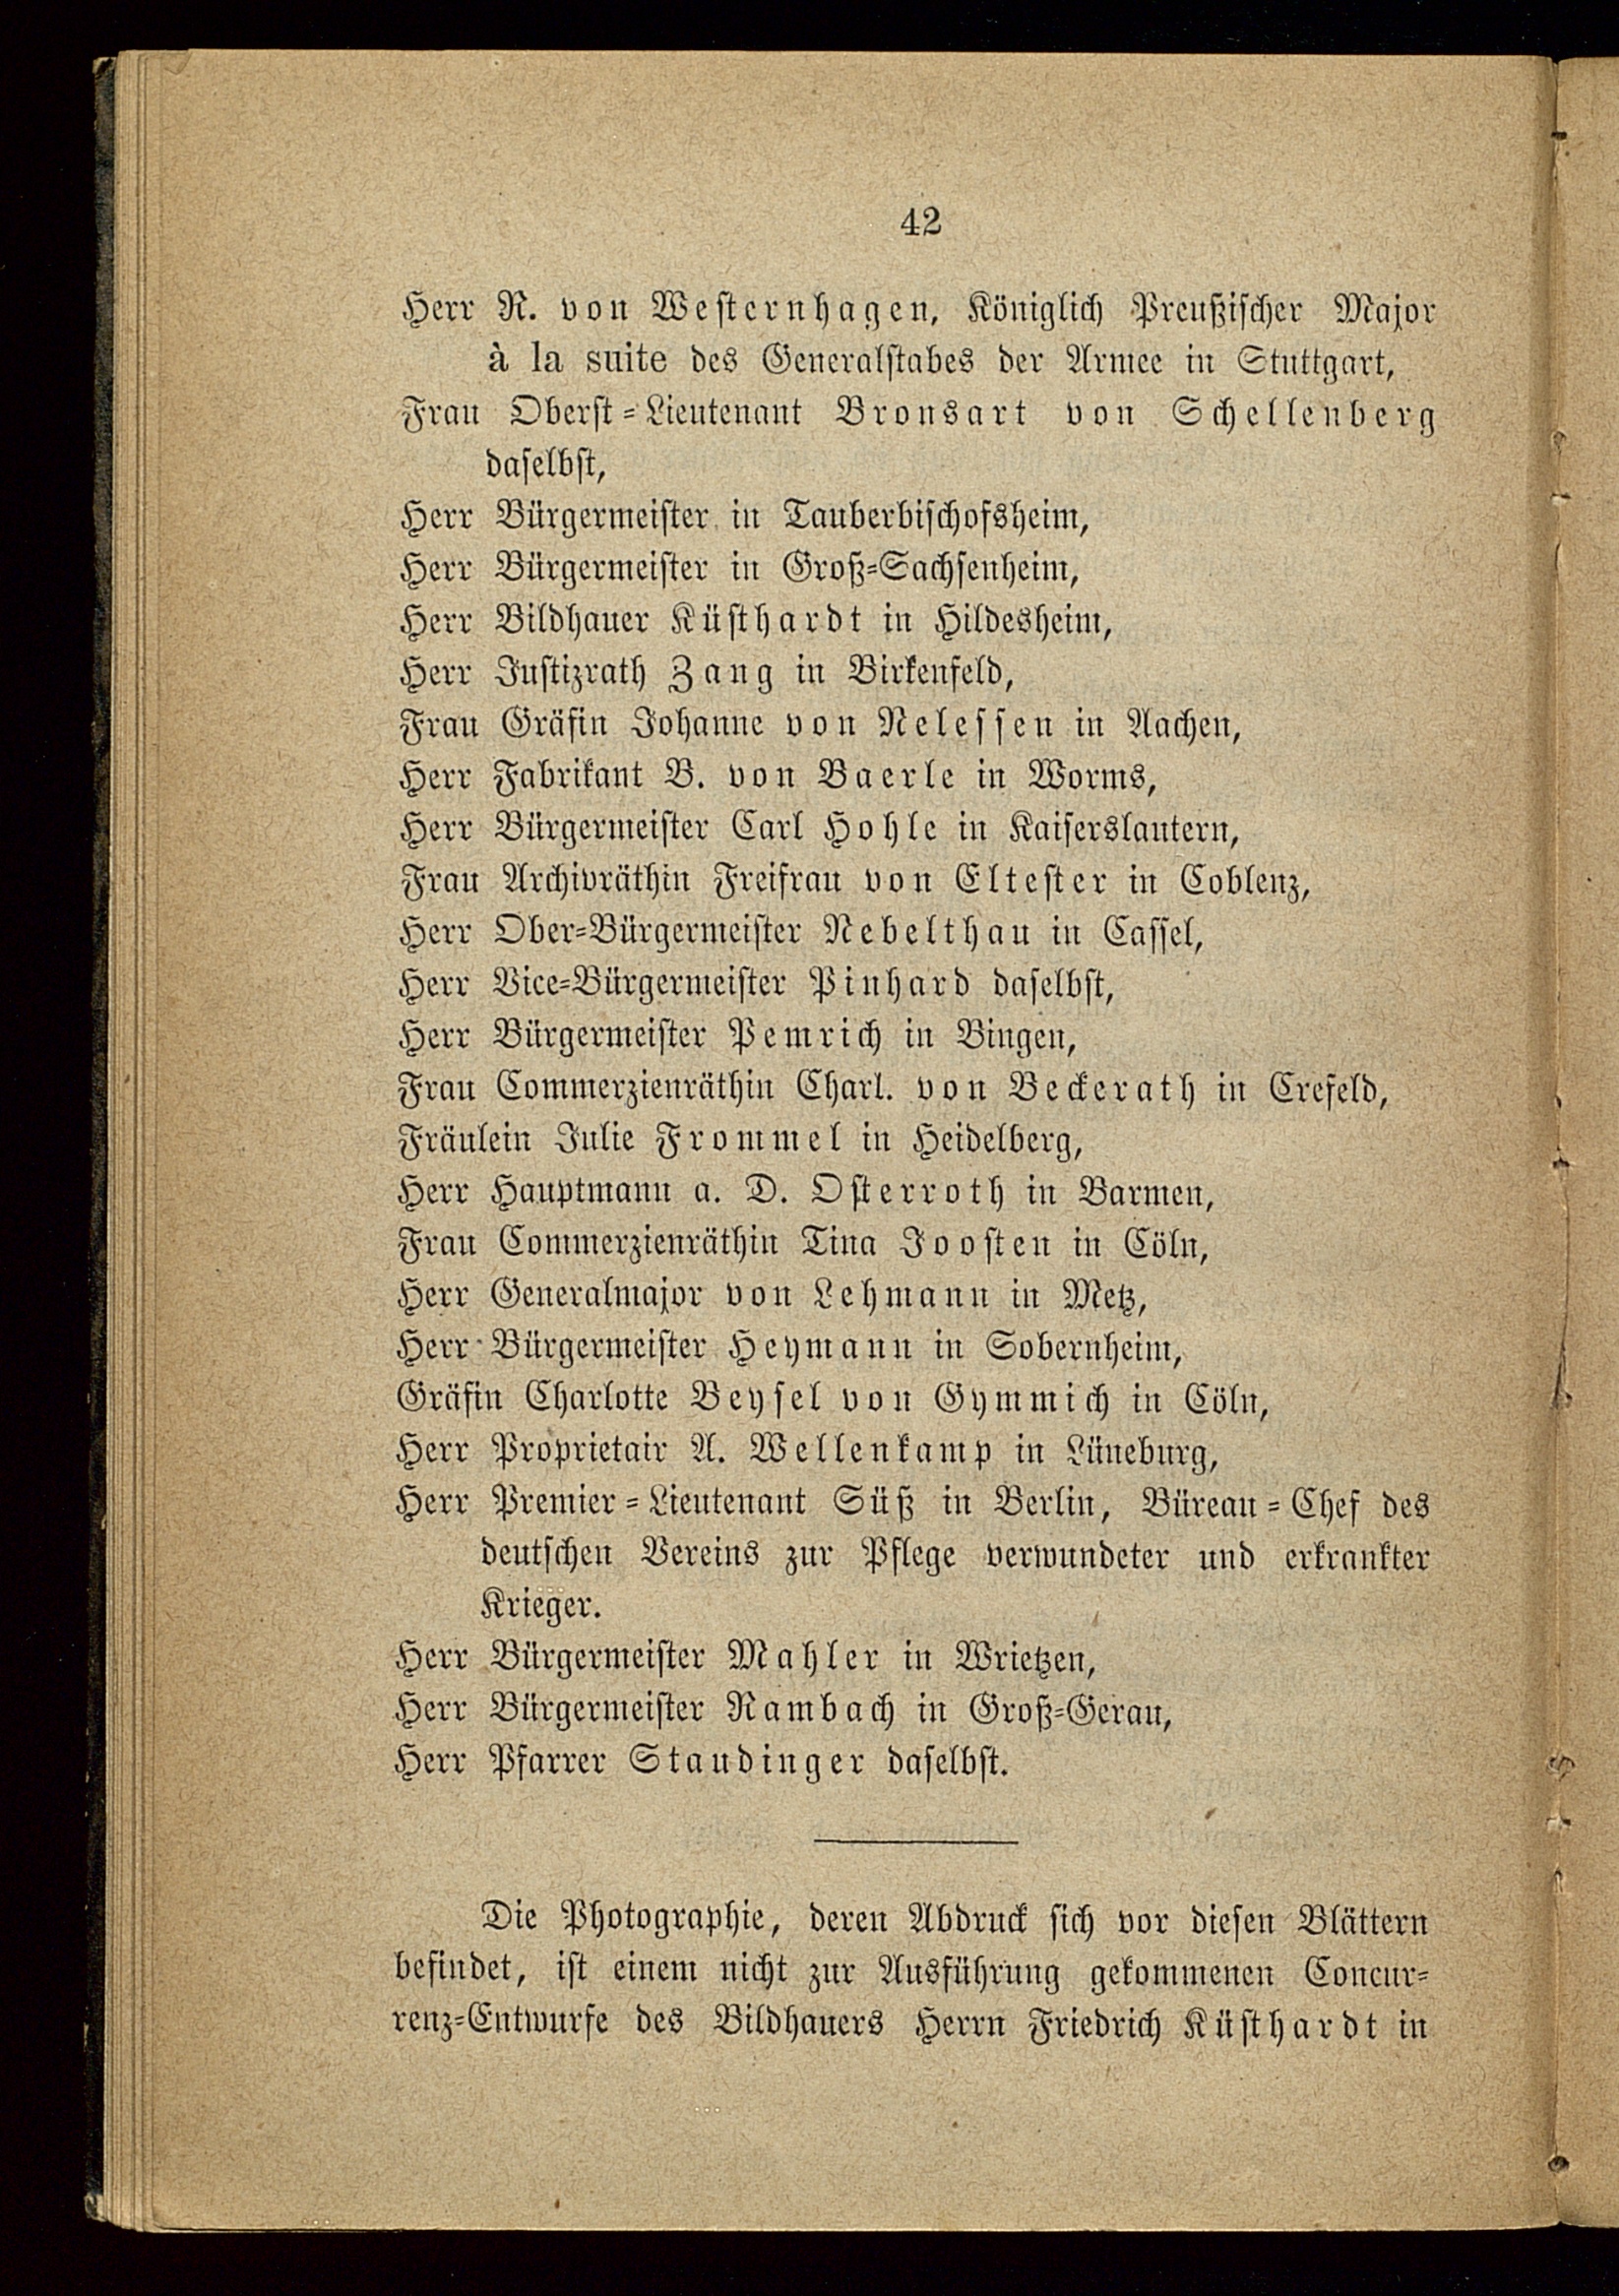 42
Herr R. von Westernhagen, Königlich Preußischer Major
à la suite des Generalstabes der Armee in Stuttgart,
Frau Oberst-Lieutenant Bronsart von Schellenberg
daselbst,
Herr Bürgermeister in Tauberbischofsheim,
Herr Bürgermeister in Groß-Sachsenheim,
Herr Bildhauer Küsthardt in Hildesheim,
Herr Justizrath Zang in Birkenfeld,
Frau Gräfin Johanne von Nelessen in Aachen,
Herr Fabrikant B. von Baerle in Worms,
Herr Bürgermeister Carl Hohle in Kaiserslautern,
Frau Archivräthin Freifrau von Eltester in Coblenz,
Herr Ober-Bürgermeister Nebelthau in Cassel,
Herr Vice-Bürgermeister Pinhard daselbst,
Herr Bürgermeister Pemrich in Bingen,
Frau Commerzienräthin Charl. von Beckerath in Crefeld,
Fräulein Julie Frommel in Heidelberg,
Herr Hauptmann a. D. Osterroth in Barmen,
Frau Commerzienräthin Tina Joosten in Cöln,
Herr Generalmajor von Lehmann in Metz,
Herr Bürgermeister Heymann in Sobernheim,
Gräfin Charlotte Beysel von Gymmich in Cöln,
Herr Proprietair A. Wellenkamp in Lüneburg,
Herr Premier-Lieutenant Süß in Berlin, Büreau-Chef des
deutschen Vereins zur Pflege verwundeter und erkrankter
Krieger.
Herr Bürgermeister Mahler in Wrietzen,
Herr Bürgermeister Rambach in Groß-Gerau,
Herr Pfarrer Staudinger daselbst.
Die Photographie, deren Abdruck sich vor diesen Blättern
befindet, ist einem nicht zur Ausführung gekommenen Concur-
renz-Entwurfe des Bildhauers Herrn Friedrich Küsthardt in